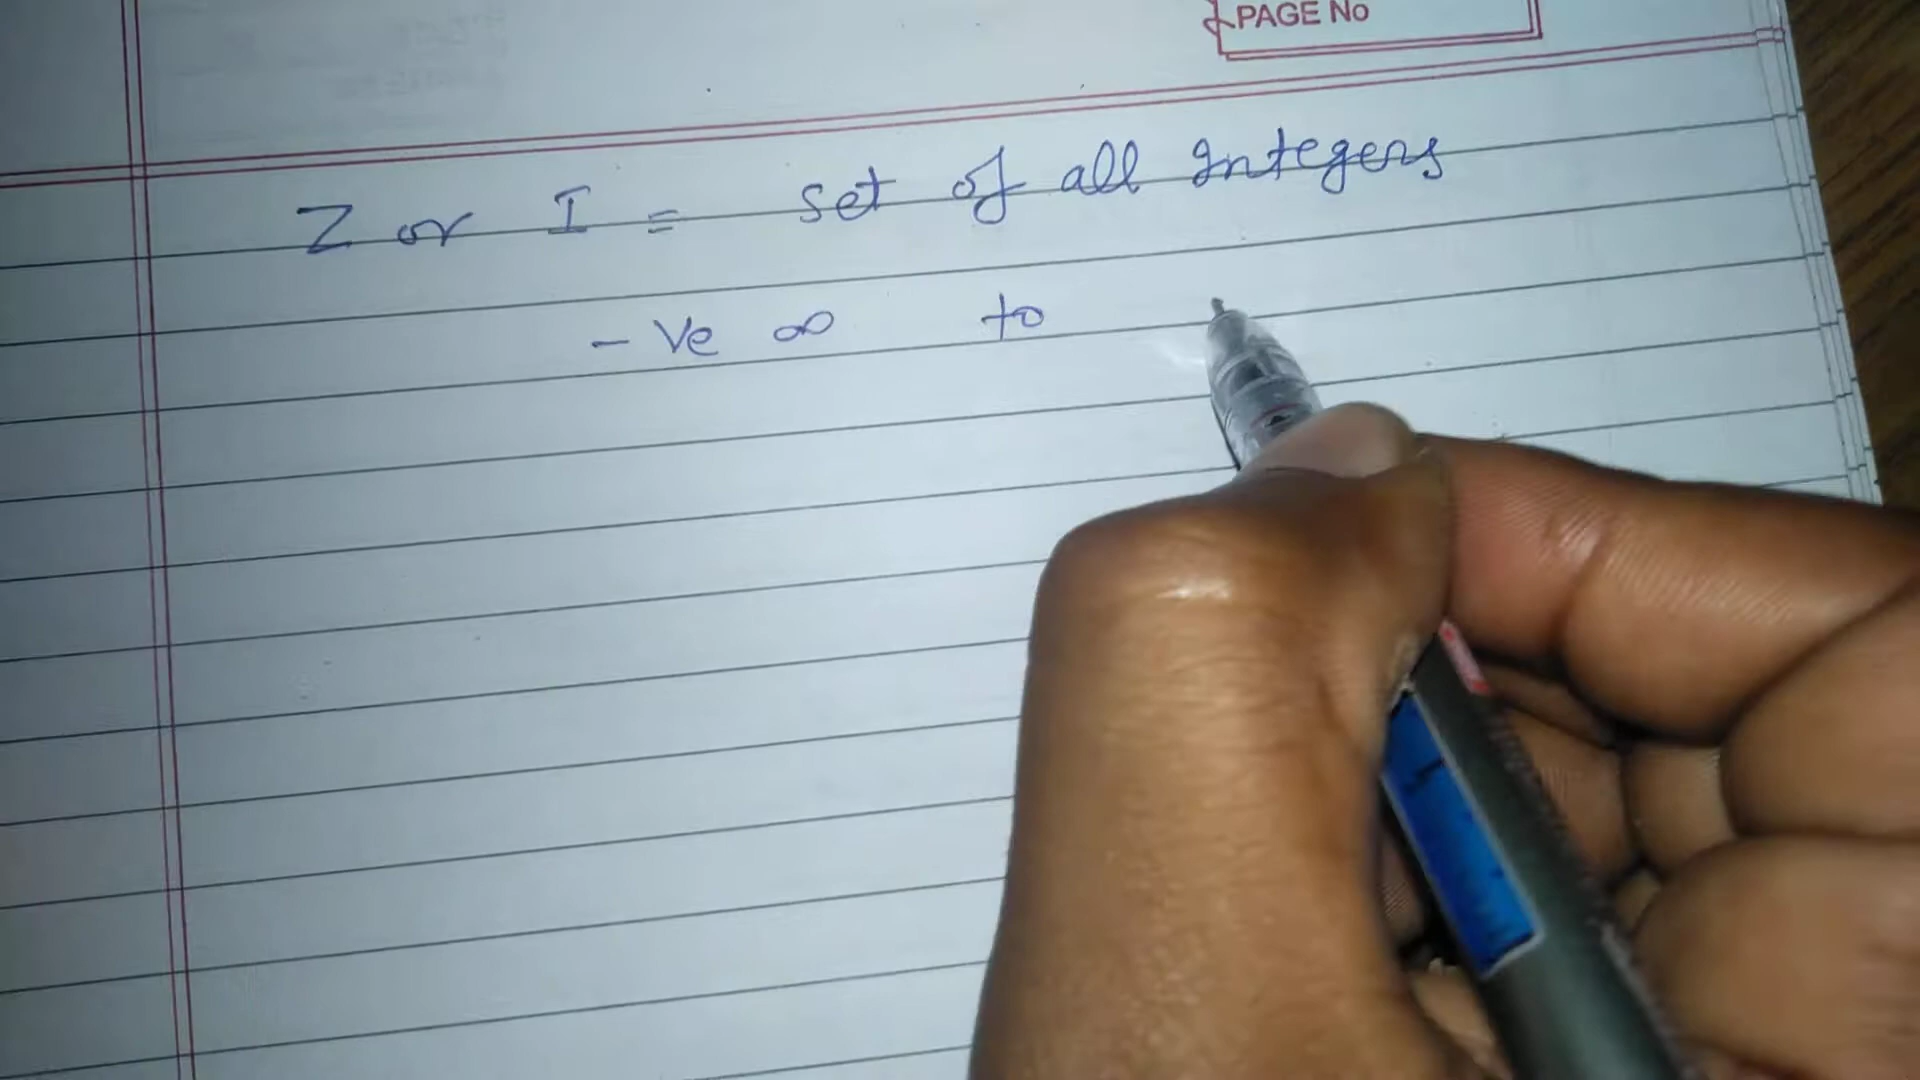 PAGE No
Z or I = set of all Integers
- ve ∞ to